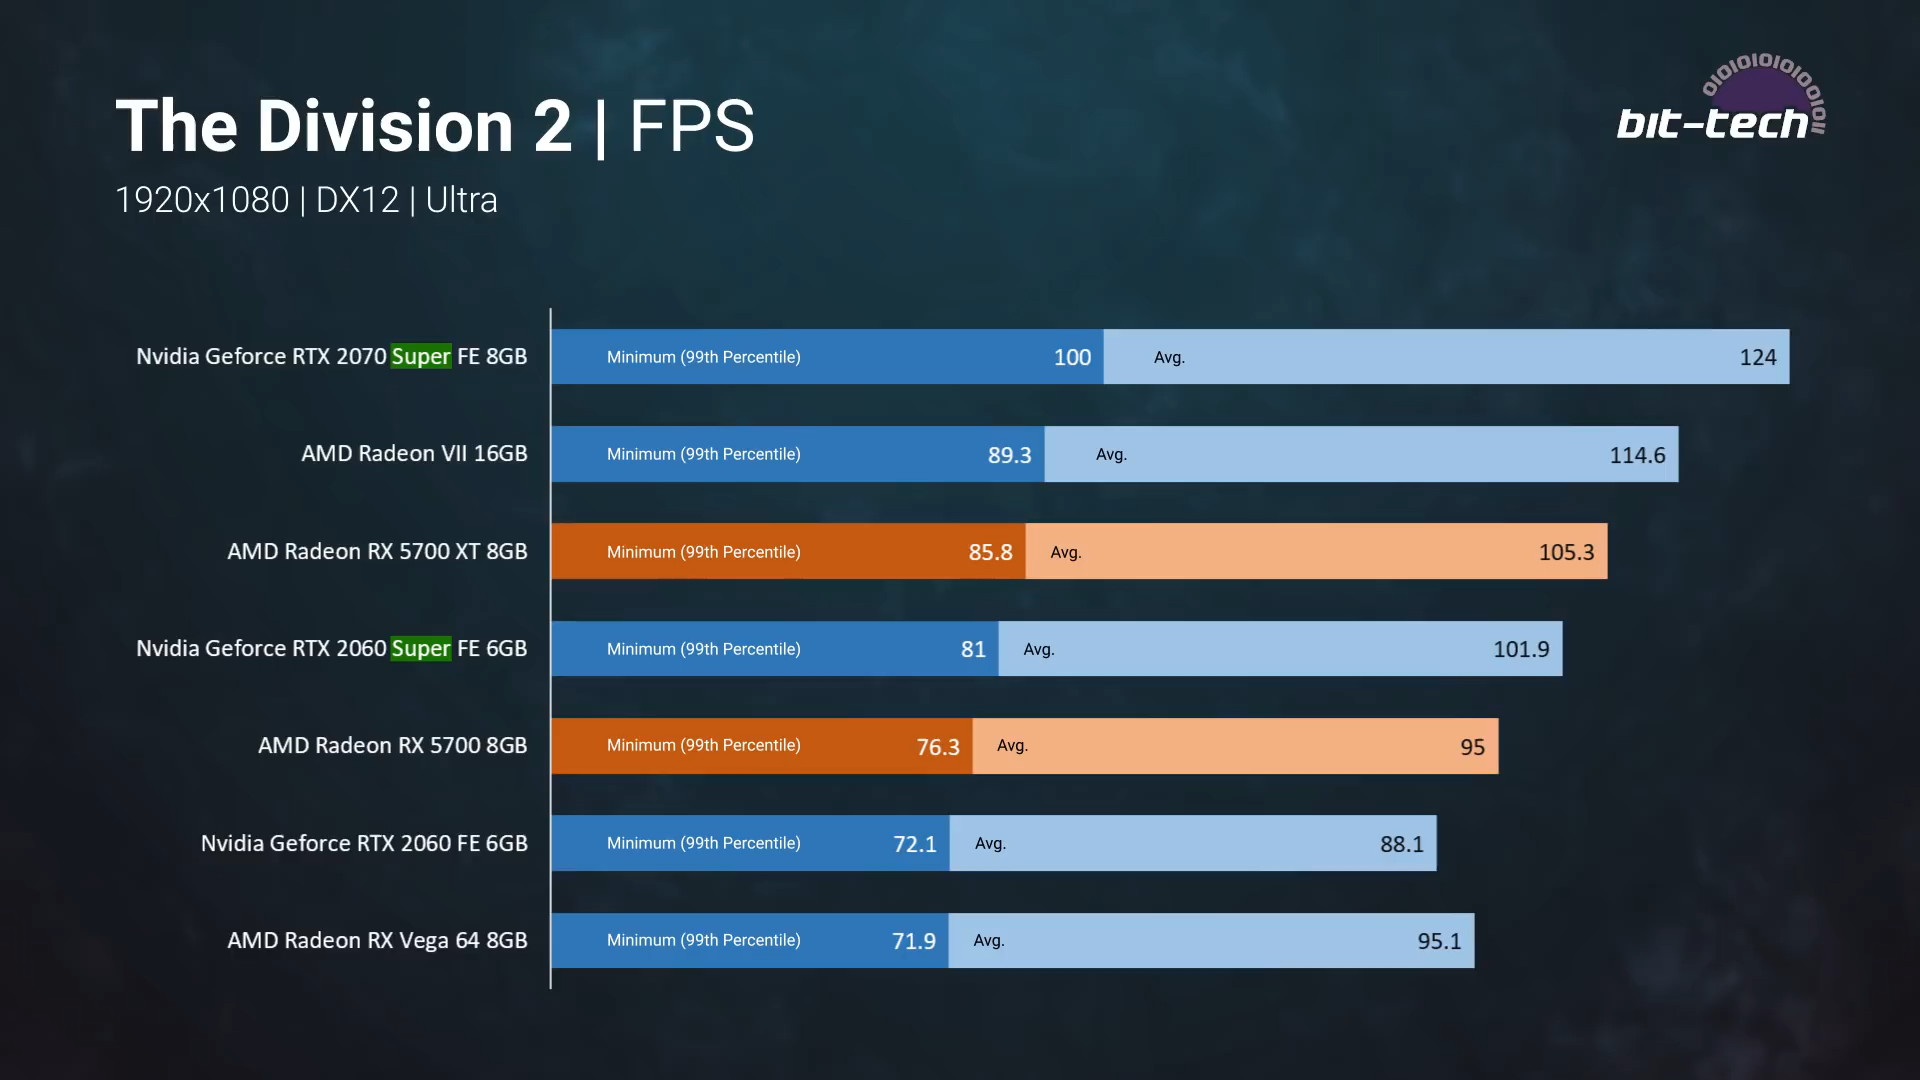 The Division 2 | FPS
1920x1080 | DX12 | Ultra
OIOIOIOIOIOIOII
bit-tech
Nvidia Geforce RTX 2070 Super FE 8GB Minimum (99th Percentile) 100 Avg. 124
AMD Radeon VII 16GB Minimum (99th Percentile) 89.3 Avg. 114.6
AMD Radeon RX 5700 XT 8GB Minimum (99th Percentile) 85.8 Avg. 105.3
Nvidia Geforce RTX 2060 Super FE 6GB Minimum (99th Percentile) 81 Avg. 101.9
AMD Radeon RX 5700 8GB Minimum (99th Percentile) 76.3 Avg. 95
Nvidia Geforce RTX 2060 FE 6GB Minimum (99th Percentile) 72.1 Avg. 88.1
AMD Radeon RX Vega 64 8GB Minimum (99th Percentile) 71.9 Avg. 95.1